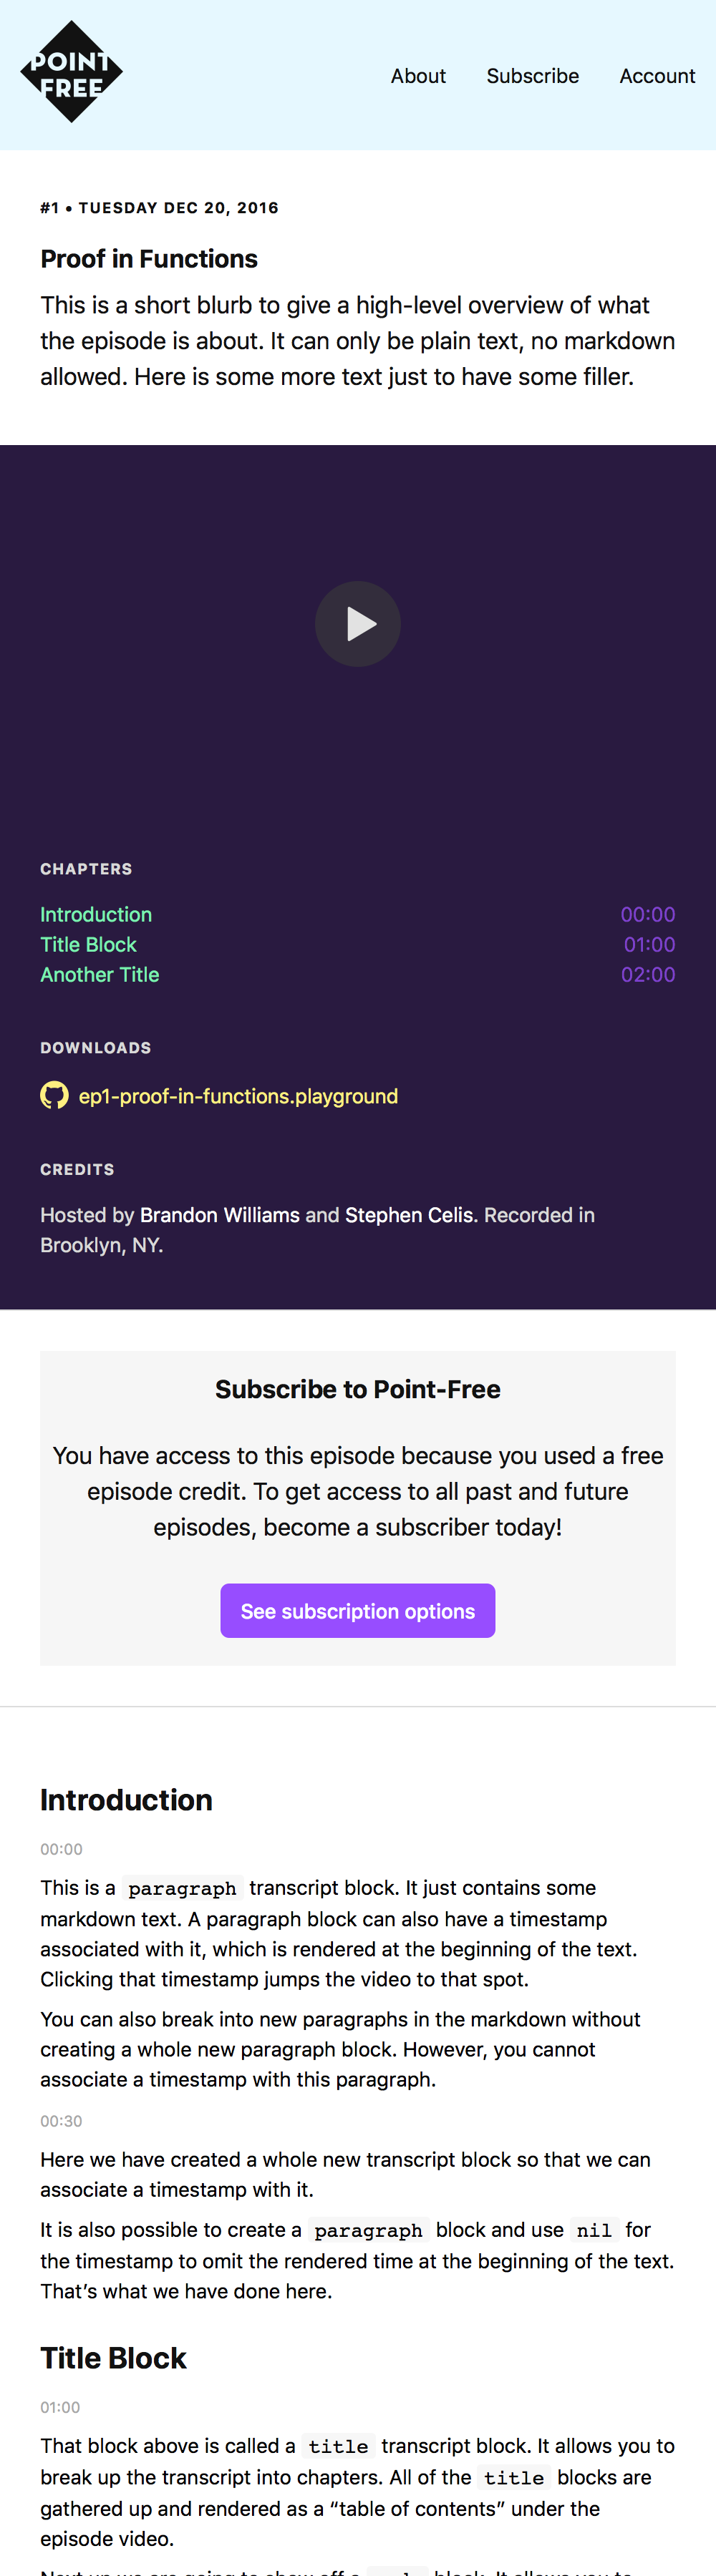 POINT
FREE
About Subscribe Account
#1 • TUESDAY DEC 20, 2016
Proof in Functions
This is a short blurb to give a high-level overview of what
the episode is about. It can only be plain text, no markdown
allowed. Here is some more text just to have some filler.
CHAPTERS
Introduction 00:00
Title Block 01:00
Another Title 02:00
DOWNLOADS
ep1-proof-in-functions.playground
CREDITS
Hosted by Brandon Williams and Stephen Celis. Recorded in
Brooklyn, NY.
Subscribe to Point-Free
You have access to this episode because you used a free
episode credit. To get access to all past and future
episodes, become a subscriber today!
See subscription options
Introduction
00:00
This is a paragraph transcript block. It just contains some
markdown text. A paragraph block can also have a timestamp
associated with it, which is rendered at the beginning of the text.
Clicking that timestamp jumps the video to that spot.
You can also break into new paragraphs in the markdown without
creating a whole new paragraph block. However, you cannot
associate a timestamp with this paragraph.
00:30
Here we have created a whole new transcript block so that we can
associate a timestamp with it.
It is also possible to create a paragraph block and use nil for
the timestamp to omit the rendered time at the beginning of the text.
That’s what we have done here.
Title Block
01:00
That block above is called a title transcript block. It allows you to
break up the transcript into chapters. All of the title blocks are
gathered up and rendered as a “table of contents” under the
episode video.